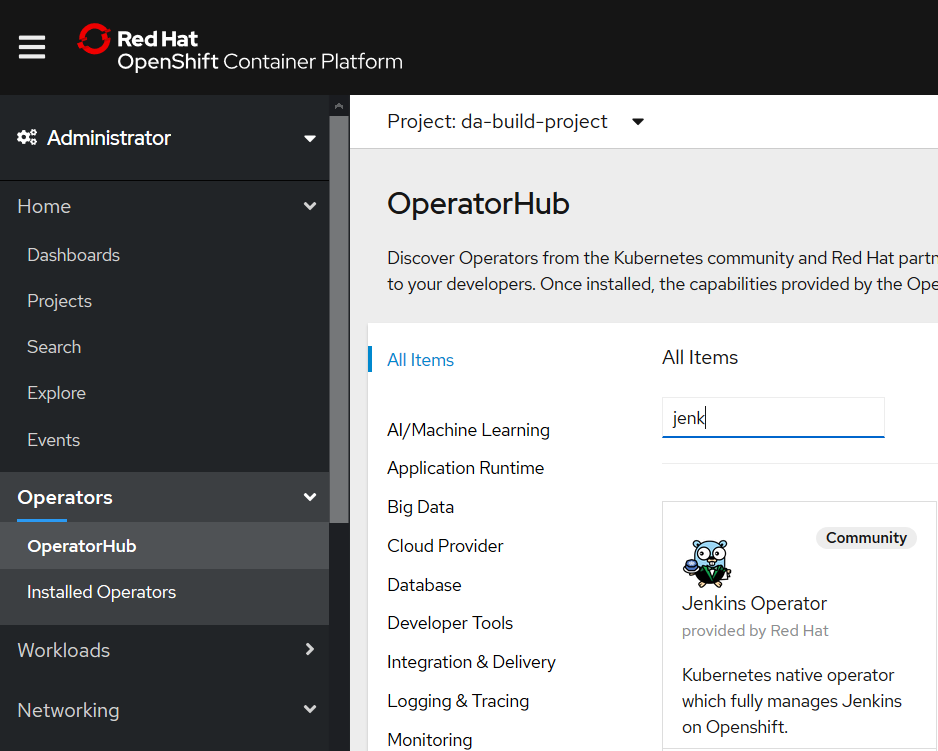 Red Hat
OpenShift Container Platform
Administrator
Home
Dashboards
Projects
Search
Explore
Events
Operators
OperatorHub
Installed Operators
Workloads
Networking
Project: da-build-project
OperatorHub
Discover Operators from the Kubernetes community and Red Hat partn
to your developers. Once installed, the capabilities provided by the Ope
All Items
AI/Machine Learning
Application Runtime
Big Data
Cloud Provider
Database
Developer Tools
Integration & Delivery
Logging & Tracing
Monitoring
All Items
jenk
Community
Jenkins Operator
provided by Red Hat
Kubernetes native operator
which fully manages Jenkins
on Openshift.